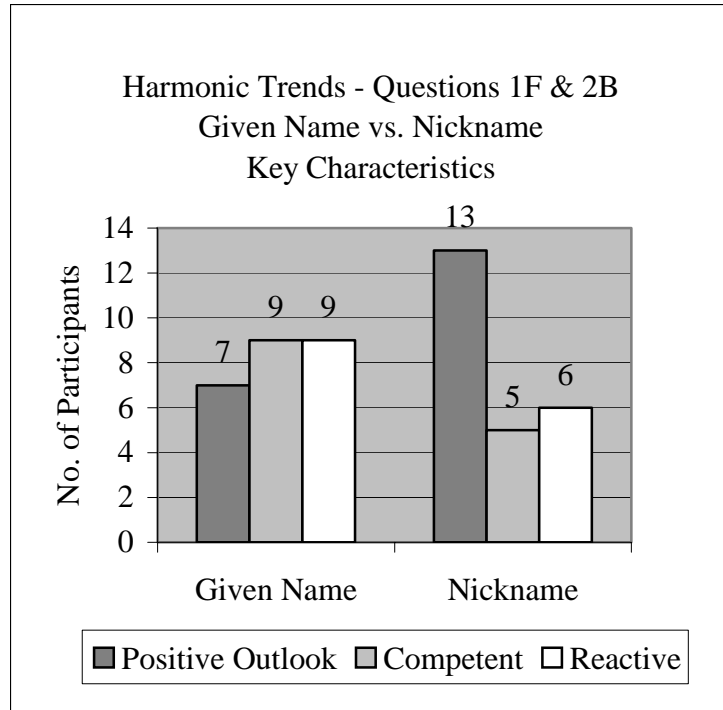 Harmonic Trends - Questions 1F & 2B
Given Name vs. Nickname
Key Characteristics
No. of Participants
14
12
10
8
6
4
2
0
7
9
9
13
5
6
Given Name
Nickname
Positive Outlook
Competent
Reactive